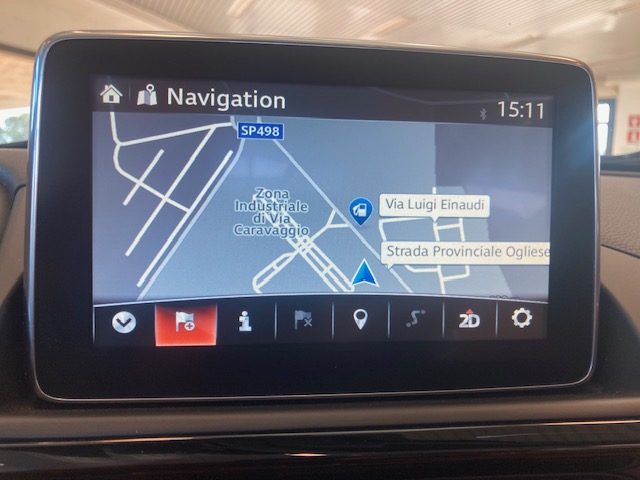 Navigation
15:11
SP498
Zona
Industriale
di Via
Caravaggio
Via Luigi Einaudi
Strada Provinciale Ogliese
2D